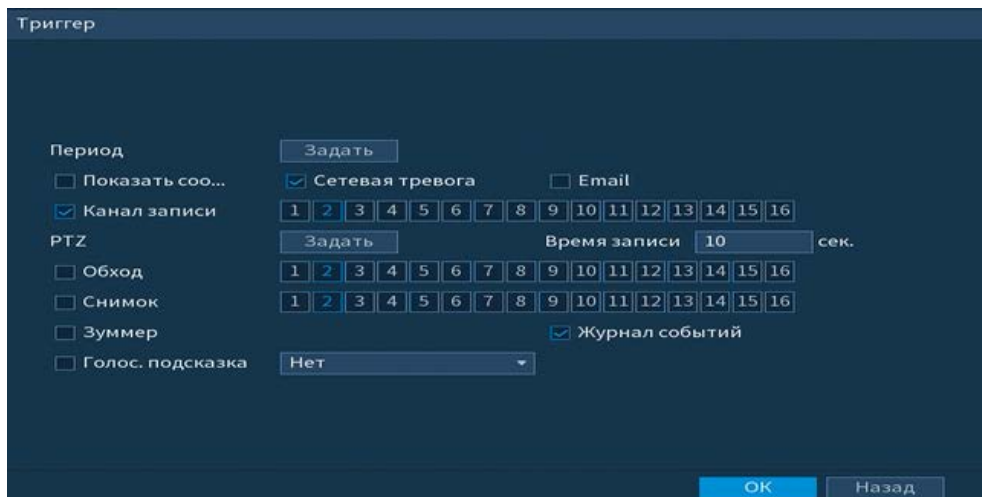 Триггер
Период Задать
Показать соо... Сетевая тревога Email
Канал записи 1 2 3 4 5 6 7 8 9 10 11 12 13 14 15 16
PTZ Задать Время записи 10 сек.
Обход 1 2 3 4 5 6 7 8 9 10 11 12 13 14 15 16
Снимок 1 2 3 4 5 6 7 8 9 10 11 12 13 14 15 16
Зуммер Журнал событий
Голос. подсказка Нет
ОК Назад